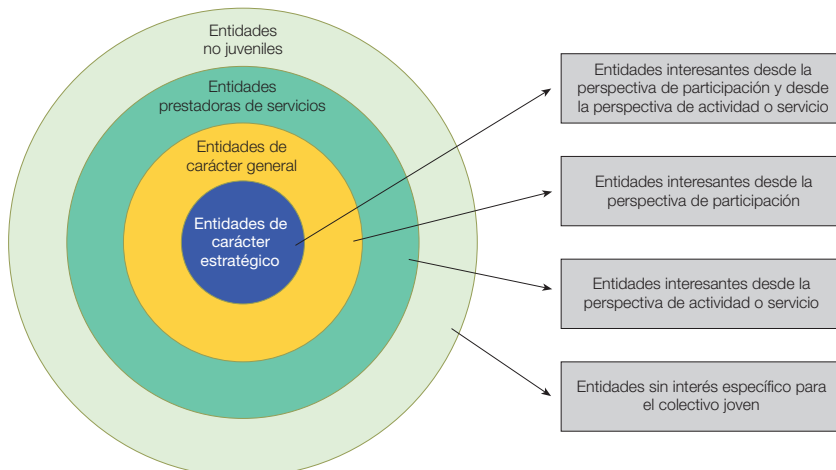 Entidades
no juveniles
Entidades
prestadoras de servicios
Entidades de
carácter general
Entidades de
carácter
estratégico
Entidades interesantes desde la
perspectiva de participación y desde
la perspectiva de actividad o servicio
Entidades interesantes desde la
perspectiva de participación
Entidades interesantes desde la
perspectiva de actividad o servicio
Entidades sin interés específico para
el colectivo joven